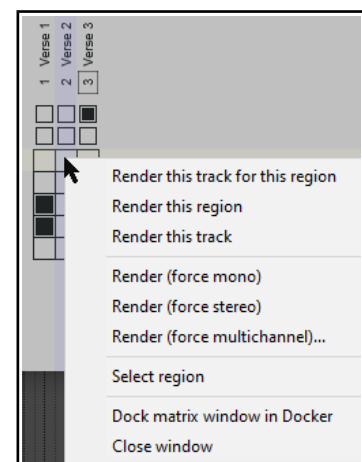 1 Verse 1
2 Verse 2
3 Verse 3
Render this track for this region
Render this region
Render this track
Render (force mono)
Render (force stereo)
Render (force multichannel)...
Select region
Dock matrix window in Docker
Close window